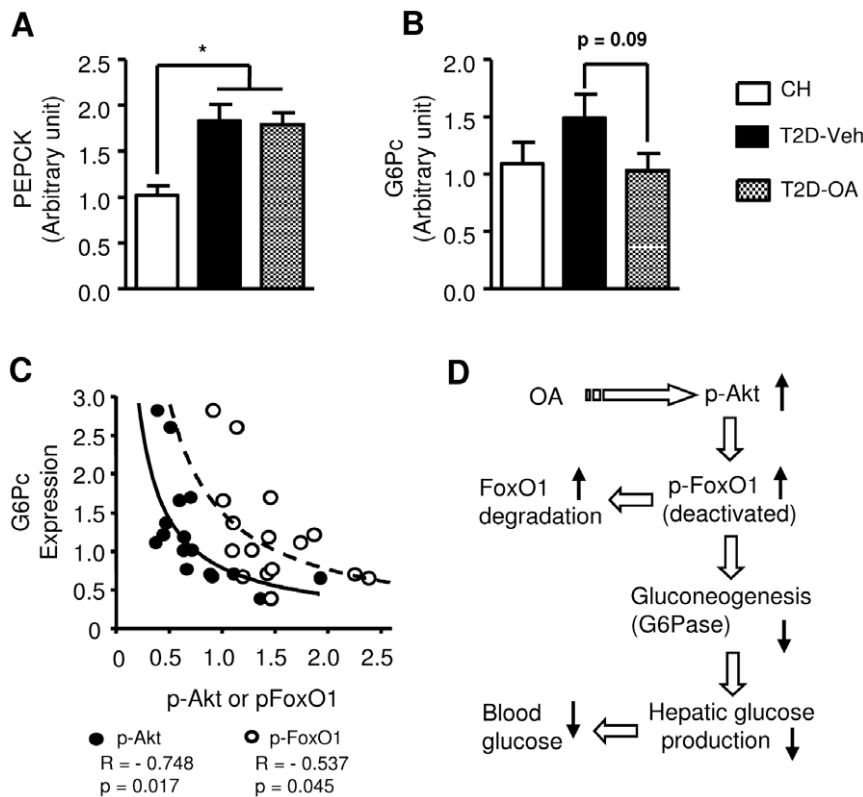 A
*
PEPCK
(Arbitrary unit)
2.5
2.0
1.5
1.0
0.5
0.0
B
p = 0.09
G6Pc
(Arbitrary unit)
2.0
1.5
1.0
0.5
0.0
CH
T2D-Veh
T2D-OA
C
G6Pc
Expression
3.0
2.5
2.0
1.5
1.0
0.5
0
0 0.5 1.0 1.5 2.0 2.5
p-Akt or pFoxO1
p-Akt
R = - 0.748
p = 0.017
p-FoxO1
R = - 0.537
p = 0.045
D
OA
p-Akt
FoxO1
degradation
p-FoxO1
(deactivated)
Gluconeogenesis
(G6Pase)
Blood
glucose
Hepatic glucose
production